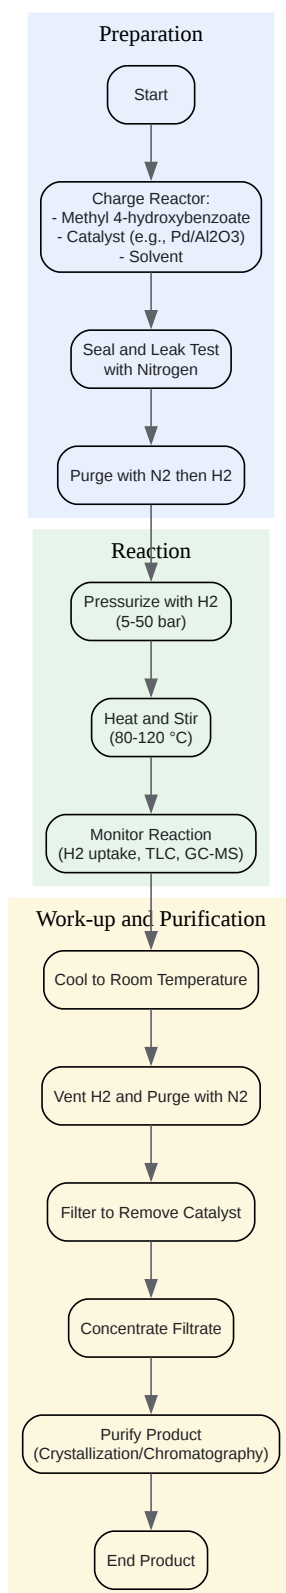 Preparation
Start
Charge Reactor:
- Methyl 4-hydroxybenzoate
- Catalyst (e.g., Pd/Al2O3)
- Solvent
Seal and Leak Test
with Nitrogen
Purge with N2 then H2
Reaction
Pressurize with H2
(5-50 bar)
Heat and Stir
(80-120 °C)
Monitor Reaction
(H2 uptake, TLC, GC-MS)
Work-up and Purification
Cool to Room Temperature
Vent H2 and Purge with N2
Filter to Remove Catalyst
Concentrate Filtrate
Purify Product
(Crystallization/Chromatography)
End Product